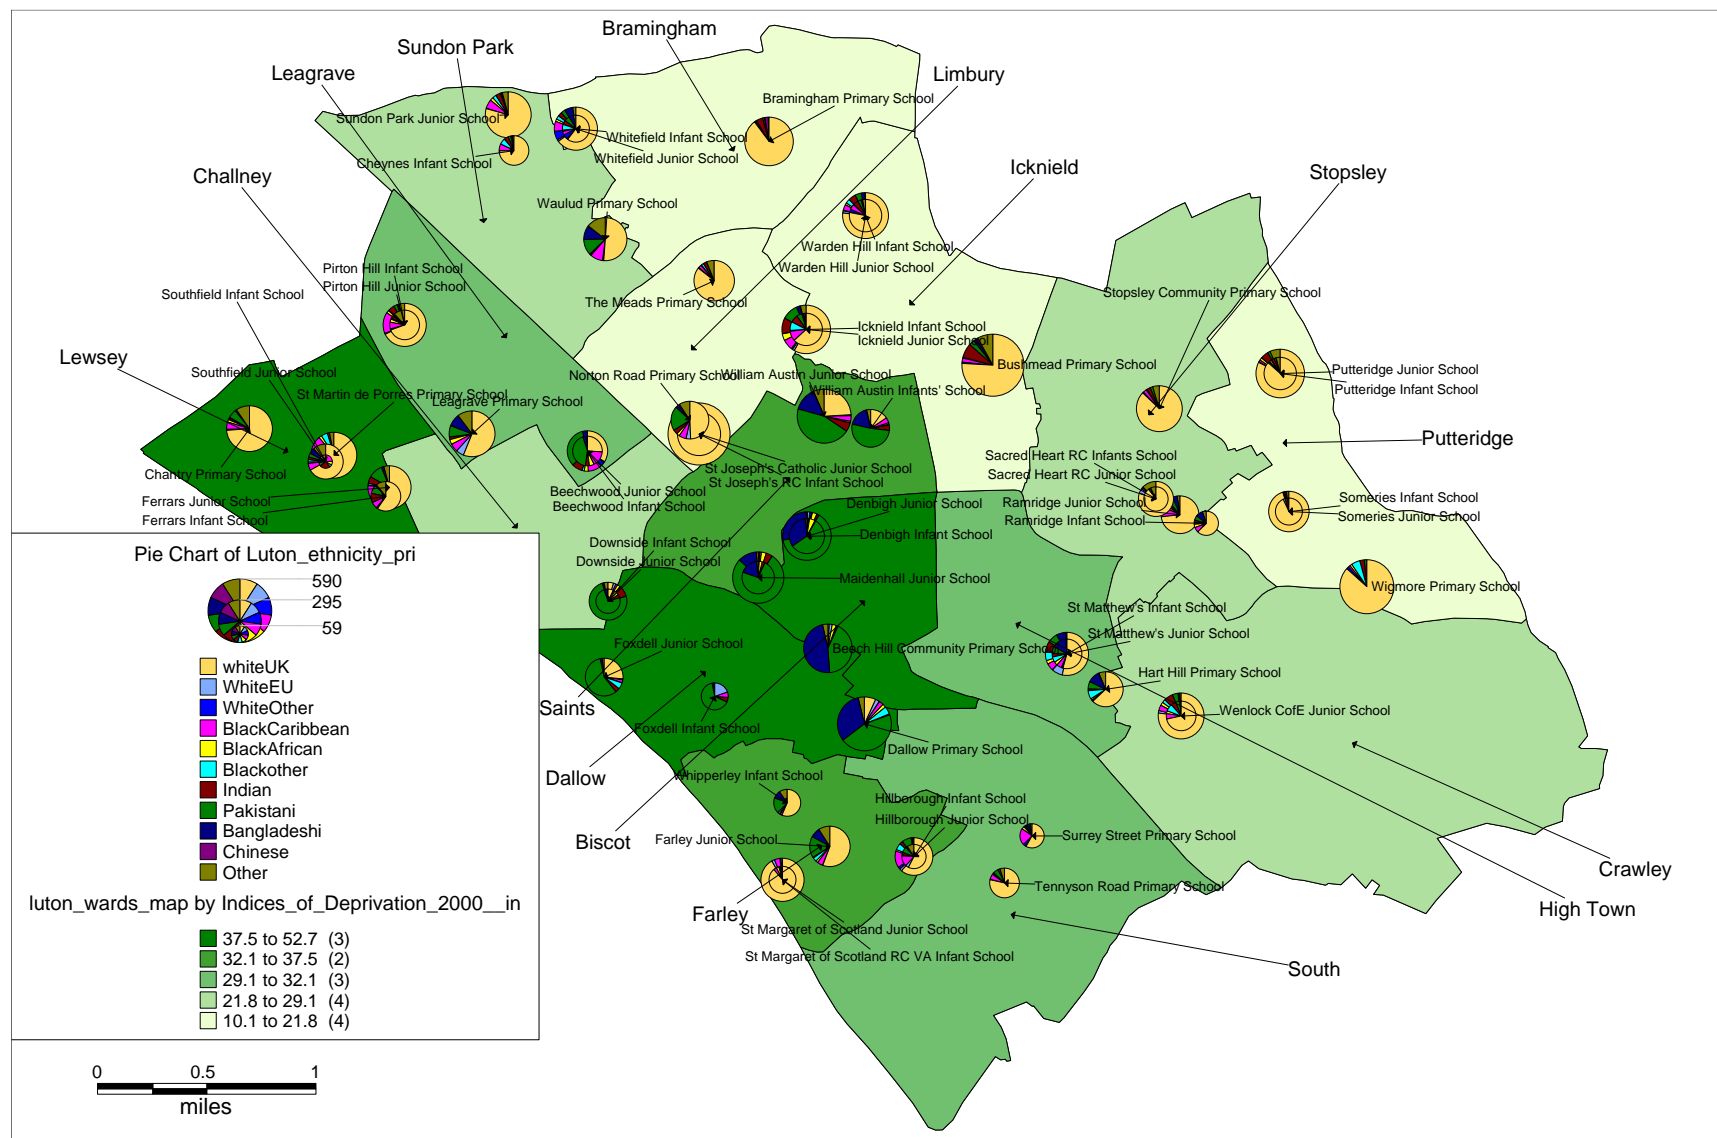 Bramingham
Sundon Park
Leagrave
Limbury
Bramingham Primary School
Sundon Park Junior School
Whitefield Infant School
Whitefield Junior School
Cheynes Infant School
Challney
Icknield
Stopsley
Waulud Primary School
Warden Hill Infant School
Warden Hill Junior School
Pirton Hill Infant School
Pirton Hill Junior School
Southfield Infant School
The Meads Primary School
Stopsley Community Primary School
Icknield Infant School
Icknield Junior School
Lewsey
Southfield Junior School
St Martin de Porres Primary School
Leagrave Primary School
Norton Road Primary School
William Austin Junior School
William Austin Infants' School
Bushmead Primary School
Putteridge Junior School
Putteridge Infant School
Putteridge
Chantry Primary School
Ferrars Junior School
Ferrars Infant School
St Joseph's Catholic Junior School
St Joseph's RC Infant School
Beechwood Junior School
Beechwood Infant School
Sacred Heart RC Infants School
Sacred Heart RC Junior School
Ramridge Junior School
Ramridge Infant School
Someries Infant School
Someries Junior School
Denbigh Junior School
Denbigh Infant School
Downside Infant School
Downside Junior School
Maidenhall Junior School
Wigmore Primary School
St Matthew's Infant School
St Matthew's Junior School
Foxdell Junior School
Beech Hill Community Primary School
Hart Hill Primary School
Saints
Foxdell Infant School
Wenlock CofE Junior School
Dallow Primary School
Dallow
Whipperley Infant School
Hillborough Infant School
Hillborough Junior School
Biscot
Farley Junior School
Surrey Street Primary School
Crawley
Tennyson Road Primary School
High Town
Farley
St Margaret of Scotland Junior School
St Margaret of Scotland RC VA Infant School
South
Pie Chart of Luton_ethnicity_pri
590
295
59
whiteUK
WhiteEU
WhiteOther
BlackCaribbean
BlackAfrican
Blackother
Indian
Pakistani
Bangladeshi
Chinese
Other
luton_wards_map by Indices_of_Deprivation_2000__in
37.5 to 52.7 (3)
32.1 to 37.5 (2)
29.1 to 32.1 (3)
21.8 to 29.1 (4)
10.1 to 21.8 (4)
0 0.5 1
miles